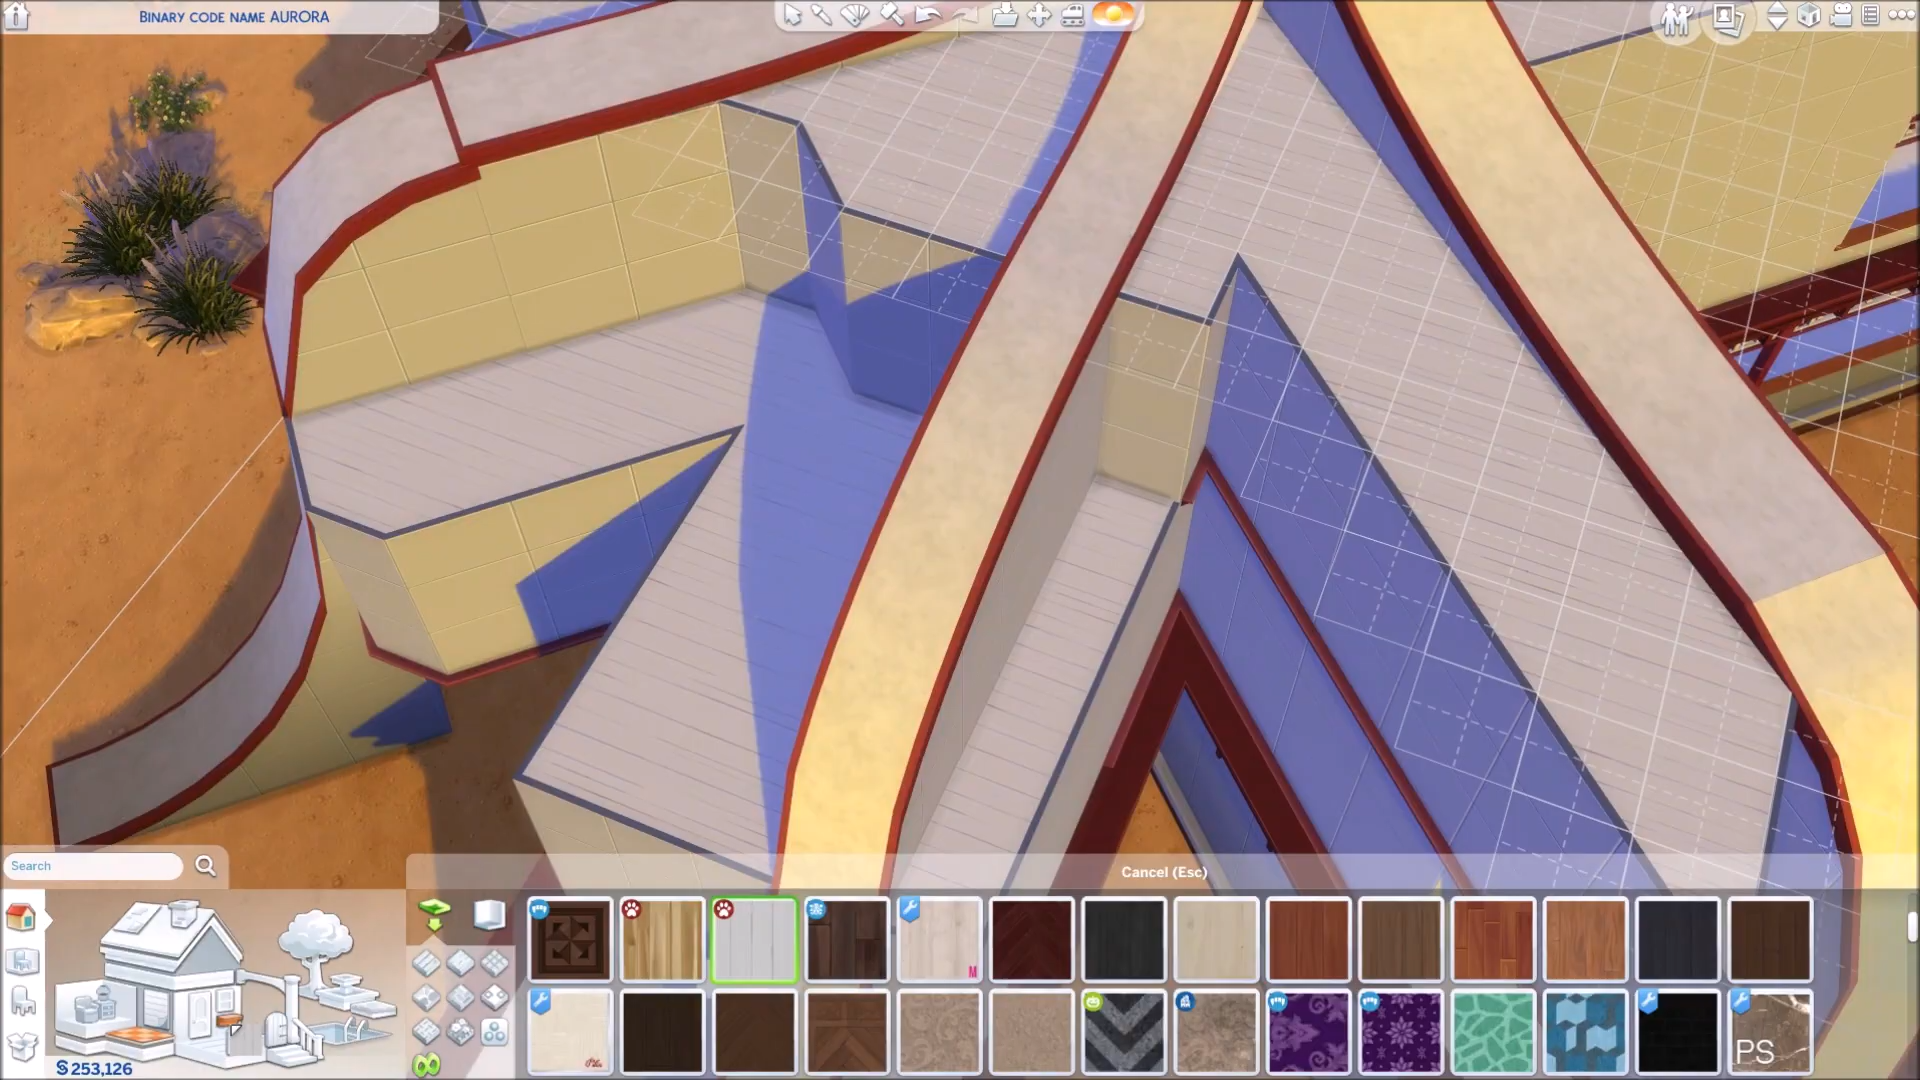 BINARY CODE NAME AURORA
Search
Cancel (Esc)
M
PS
§253,126